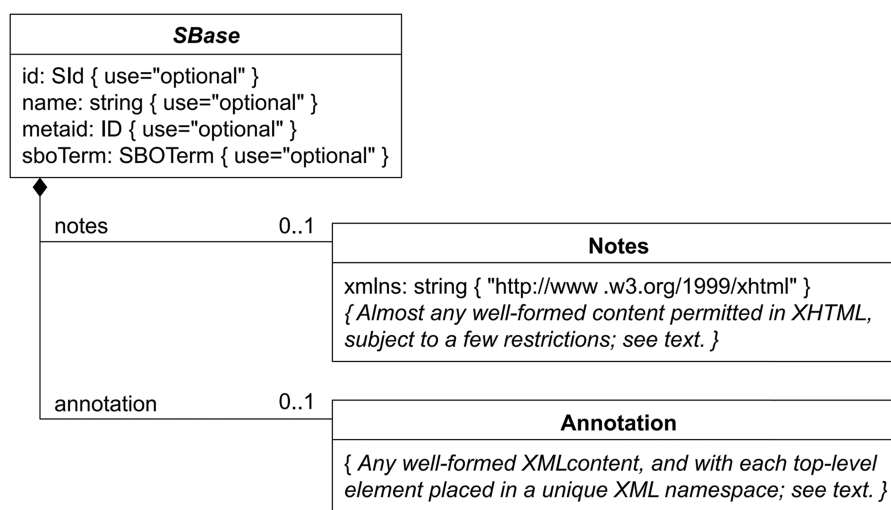 SBase
id: SId { use="optional" }
name: string { use="optional" }
metaid: ID { use="optional" }
sboTerm: SBOTerm { use="optional" }
notes 0..1
Notes
xmlns: string { "http://www .w3.org/1999/xhtml" }
{ Almost any well-formed content permitted in XHTML,
subject to a few restrictions; see text. }
annotation 0..1
Annotation
{ Any well-formed XMLcontent, and with each top-level
element placed in a unique XML namespace; see text. }